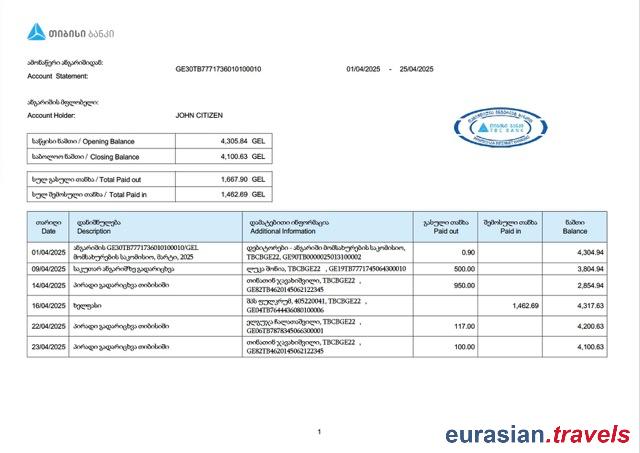 თიბისი ბანკი
ამონაწერი ანგარიშიდან:
Account Statement:
GE30TB7771736010100010
01/04/2025 - 25/04/2025
ანგარიშის მფლობელი:
Account Holder:
JOHN CITIZEN
თიბისი ბანკი
TBC BANK
საწყისი ნაშთი / Opening Balance 4,305.84 GEL
საბოლოო ნაშთი / Closing Balance 4,100.63 GEL
სულ გასული თანხა / Total Paid out 1,667.90 GEL
სულ შემოსული თანხა / Total Paid in 1,462.69 GEL
თარიღი დანიშნულება დამატებითი ინფორმაცია გასული თანხა შემოსული თანხა ნაშთი
Date Description Additional Information Paid out Paid in Balance
01/04/2025 ანგარიშის GE30TB7771736010100010/GEL მომსახურების საკომისიო, მარტი, 2025 დებიტორები - ანგარიში მომსახურების საკომისიო, TBCBGE22, GE90TB0000025013100002 0.90 4,304.94
09/04/2025 საკუთარ ანგარიშზე გადარიცხვა ლუკა შონია, TBCBGE22 , GE19TB7771745064300010 500.00 3,804.94
14/04/2025 პირადი გადარიცხვა თიბისიში თინათინ ჯავახიშვილი, TBCBGE22 , GE82TB4620145062122345 950.00 2,854.94
16/04/2025 ხელფასი შპს ფულკრუმ, 405220041, TBCBGE22 , GE04TB7644436080100006 1,462.69 4,317.63
22/04/2025 პირადი გადარიცხვა თიბისიში ელგუჯა ჩალათაშვილი, TBCBGE22 , GE06TB7878345066300001 117.00 4,200.63
23/04/2025 პირადი გადარიცხვა თიბისიში თინათინ ჯავახიშვილი, TBCBGE22 , GE82TB4620145062122345 100.00 4,100.63
1
eurasian.travels